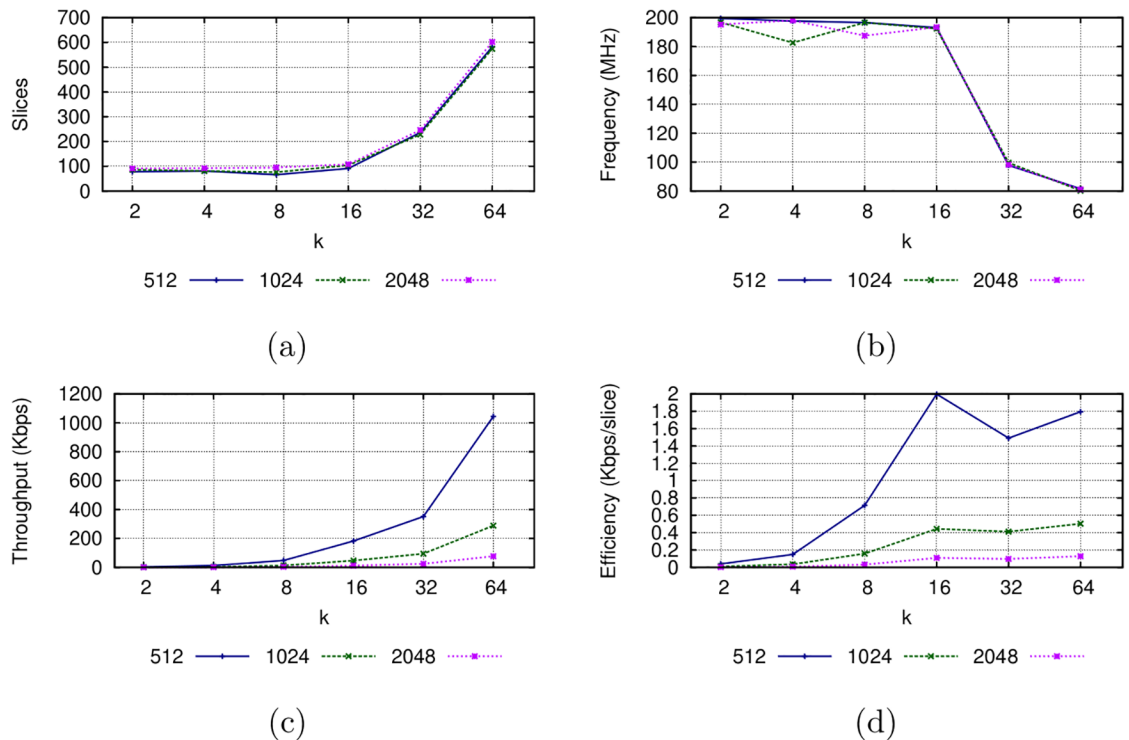 700
600
500
400
300
200
100
0
Slices
2 4 8 16 32 64
k
512 1024 2048
(a)
200
180
160
140
120
100
80
Frequency (MHz)
2 4 8 16 32 64
k
512 1024 2048
(b)
1200
1000
800
600
400
200
0
Throughput (Kbps)
2 4 8 16 32 64
k
512 1024 2048
(c)
2
1.8
1.6
1.4
1.2
1
0.8
0.6
0.4
0.2
0
Efficiency (Kbps/slice)
2 4 8 16 32 64
k
512 1024 2048
(d)